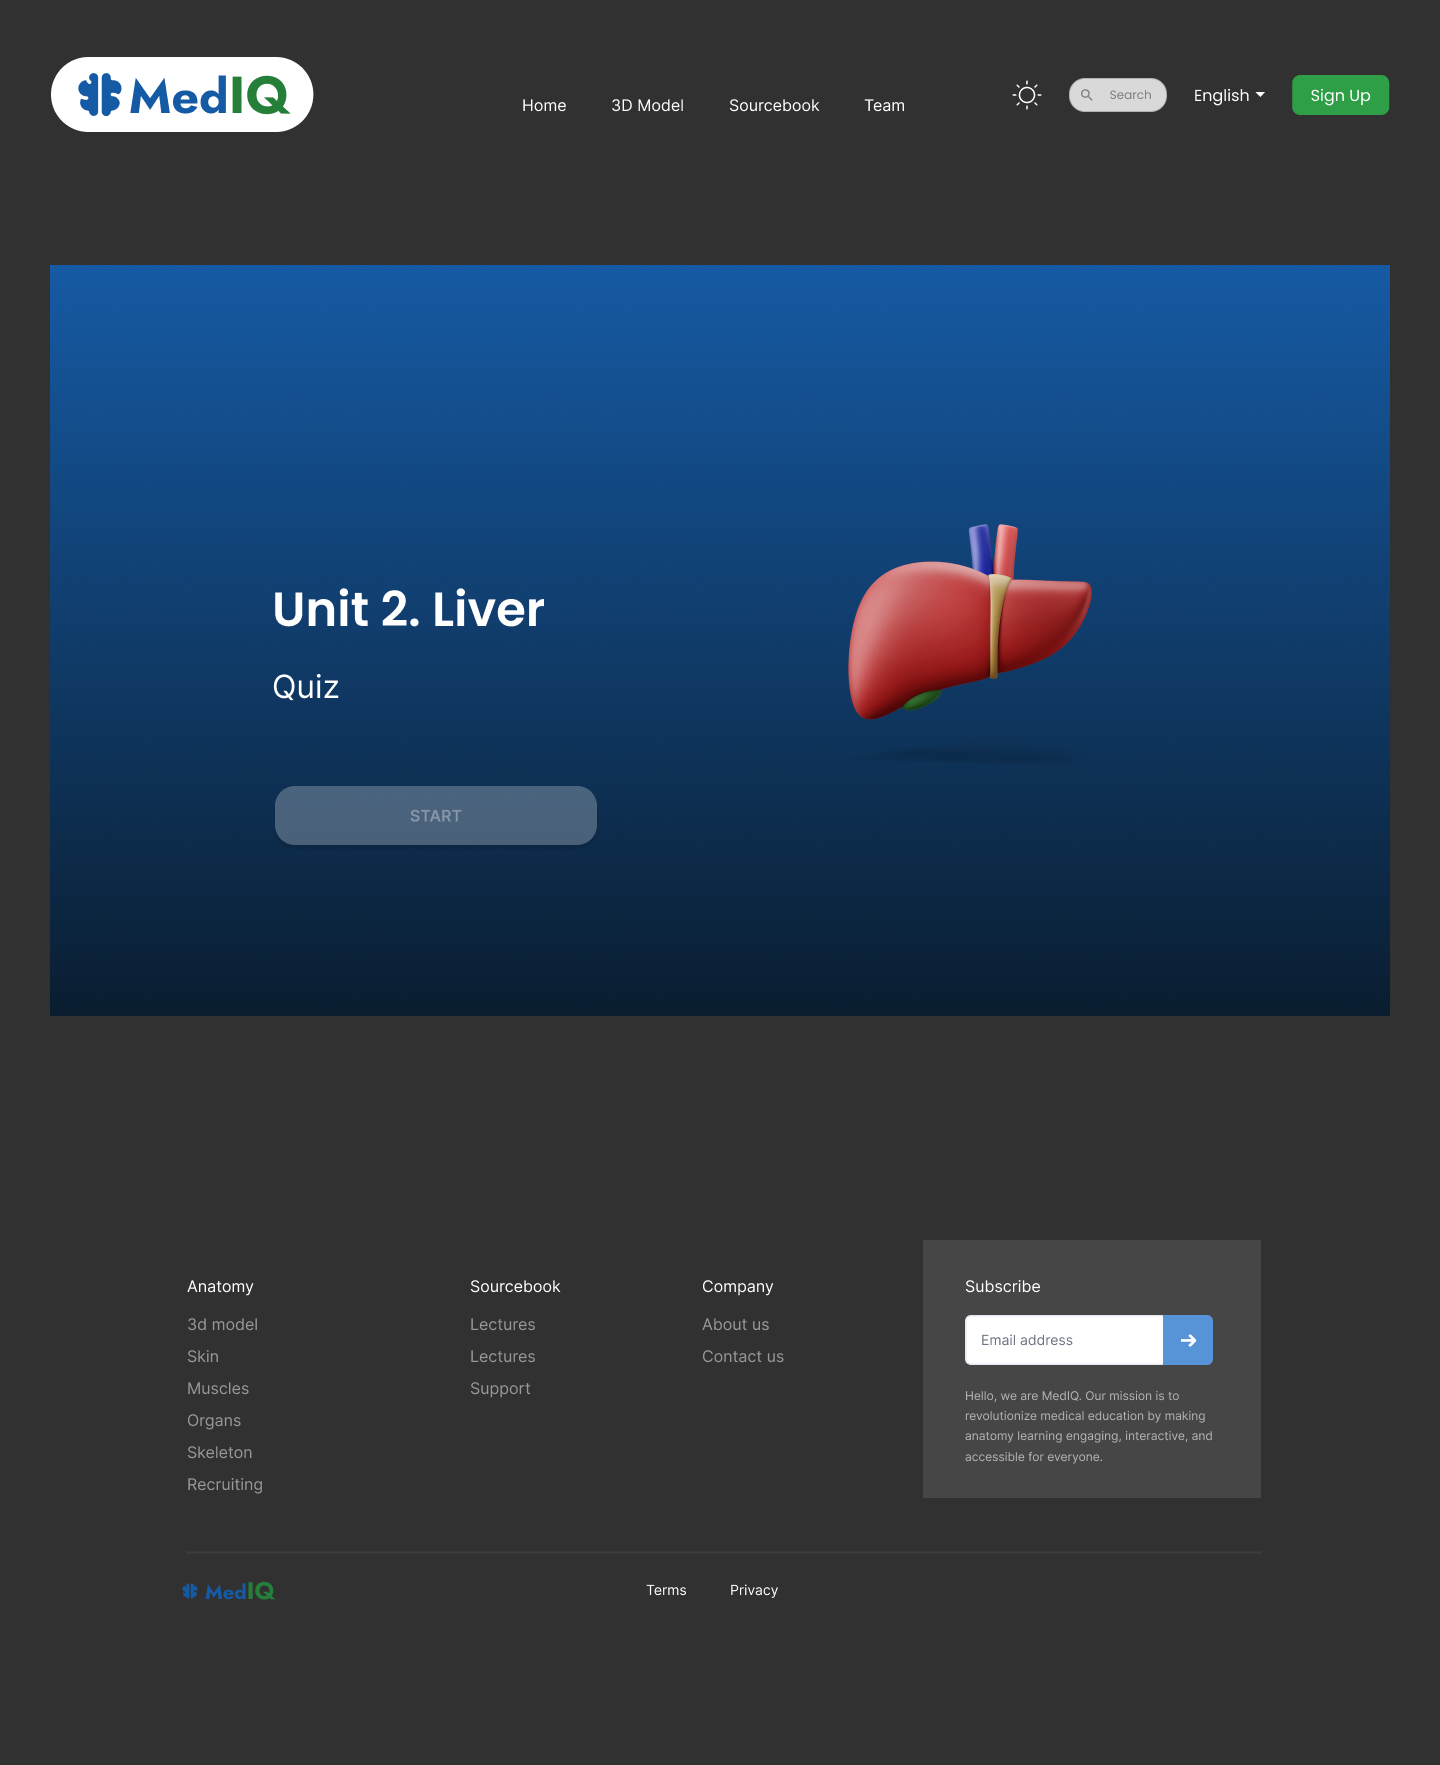 MedIQ
Home 3D Model Sourcebook Team
Search
English
Sign Up
Unit 2. Liver
Quiz
START
Anatomy
3d model
Skin
Muscles
Organs
Skeleton
Recruiting
Sourcebook
Lectures
Lectures
Support
Company
About us
Contact us
Subscribe
Email address
Hello, we are MedIQ. Our mission is to
revolutionize medical education by making
anatomy learning engaging, interactive, and
accessible for everyone.
MedIQ
Terms Privacy